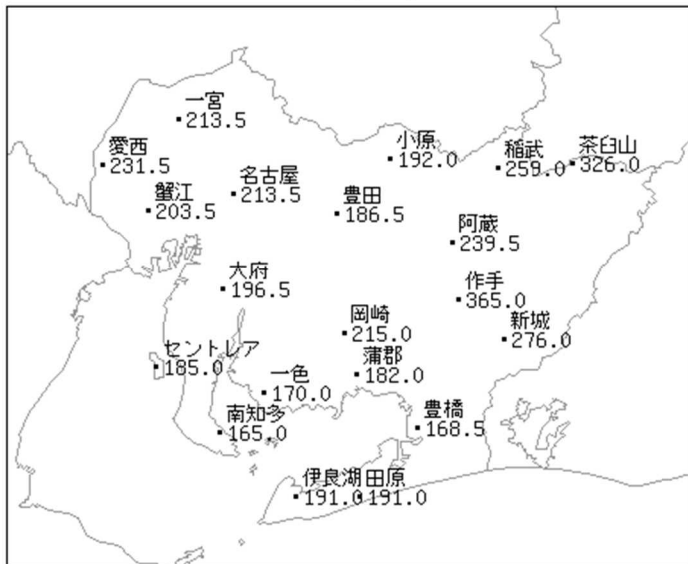 一宮
213.5
愛西
231.5
小原
192.0
稲武
259.0
茶臼山
326.0
蟹江
203.5
名古屋
213.5
豊田
186.5
阿蔵
239.5
大府
196.5
作手
365.0
岡崎
215.0
新城
276.0
セントレア
185.0
蒲郡
182.0
一色
170.0
南知多
165.0
豊橋
168.5
伊良湖
191.0
田原
191.0